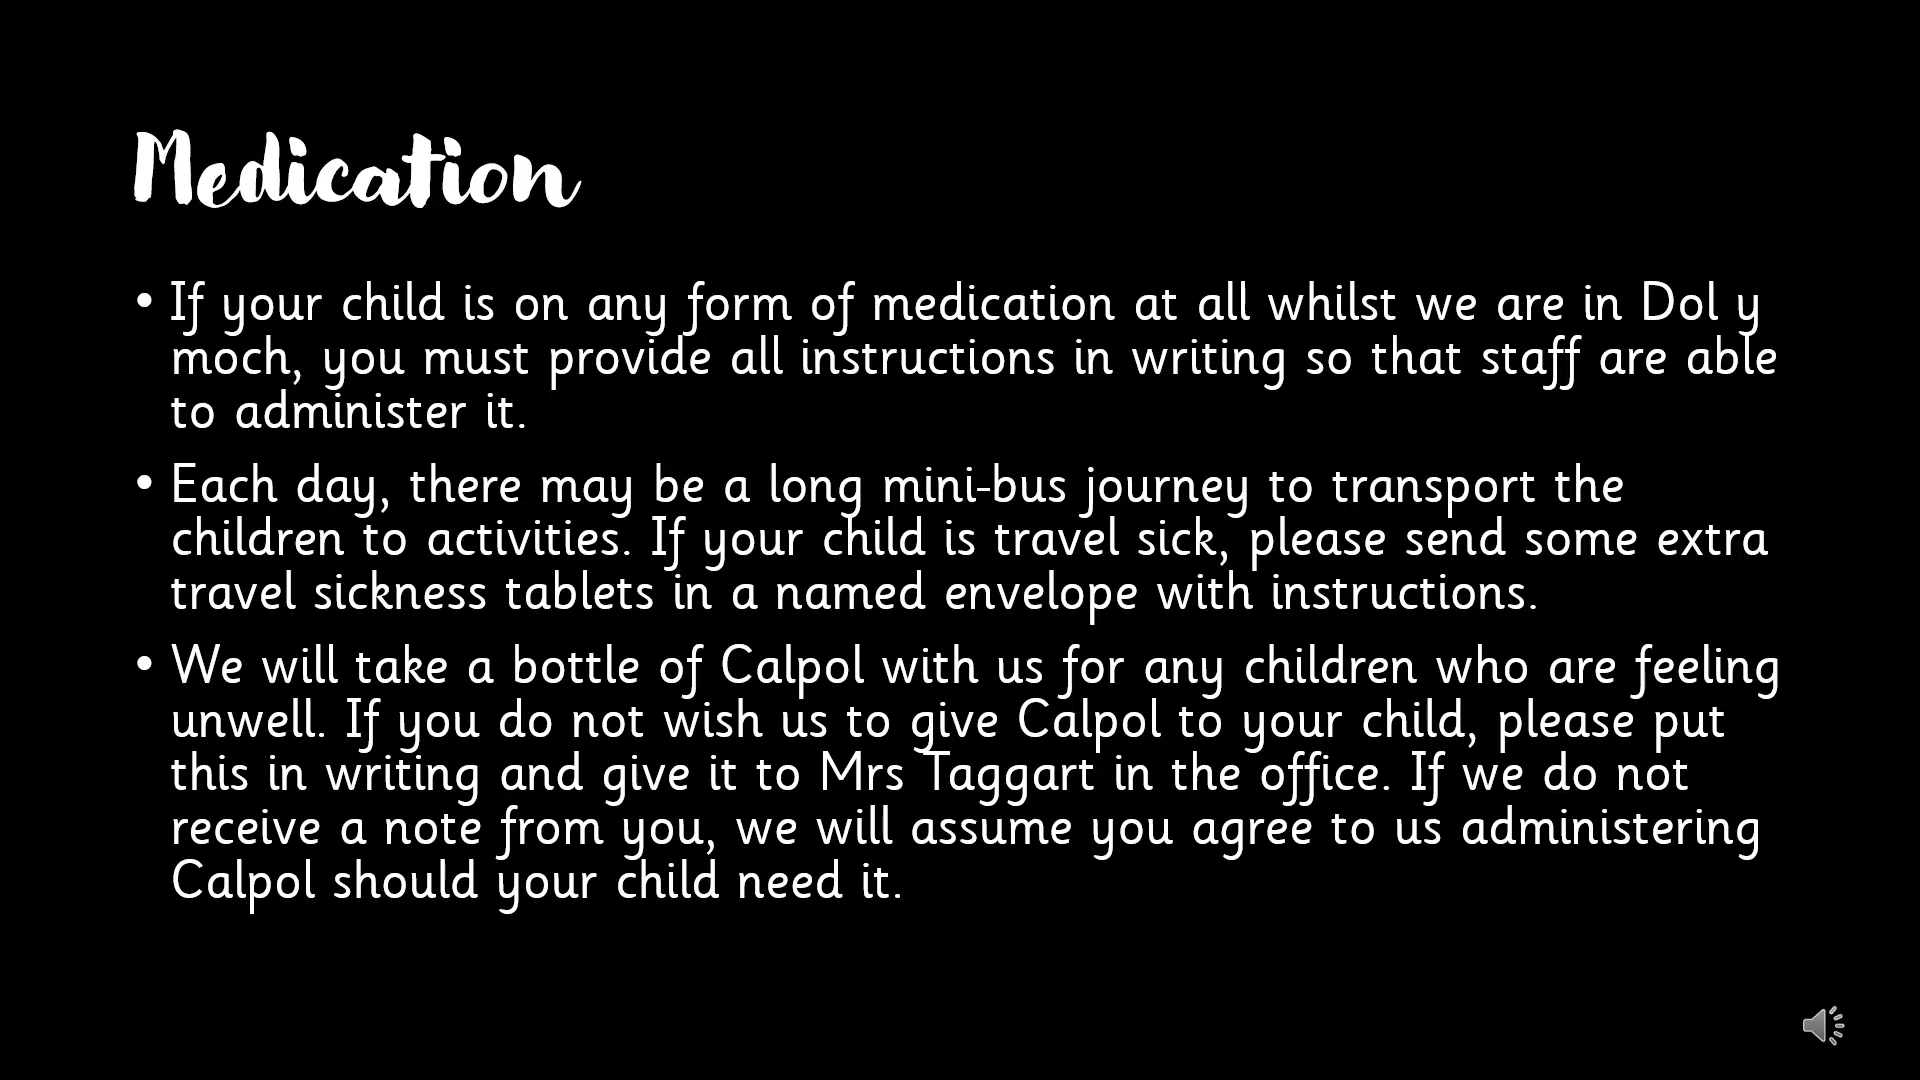 Medication
• If your child is on any form of medication at all whilst we are in Dol y
moch, you must provide all instructions in writing so that staff are able
to administer it.
• Each day, there may be a long mini-bus journey to transport the
children to activities. If your child is travel sick, please send some extra
travel sickness tablets in a named envelope with instructions.
• We will take a bottle of Calpol with us for any children who are feeling
unwell. If you do not wish us to give Calpol to your child, please put
this in writing and give it to Mrs Taggart in the office. If we do not
receive a note from you, we will assume you agree to us administering
Calpol should your child need it.